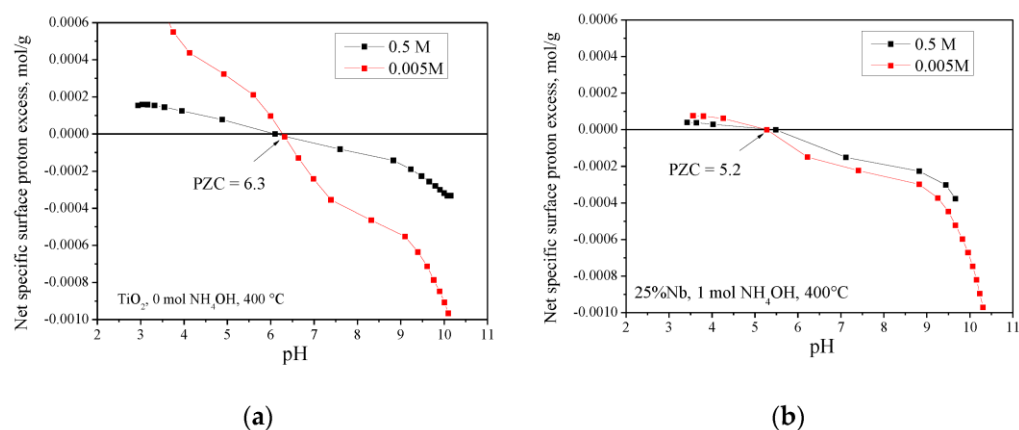 (a)
Net specific surface proton excess, mol/g
0.0006
0.0004
0.0002
0.0000
-0.0002
-0.0004
-0.0006
-0.0008
-0.0010
0.5 M
0.005M
PZC = 6.3
TiO₂, 0 mol NH₄OH, 400 °C
2 3 4 5 6 7 8 9 10 11
pH
(b)
Net specific surface proton excess, mol/g
0.0006
0.0004
0.0002
0.0000
-0.0002
-0.0004
-0.0006
-0.0008
-0.0010
0.5 M
0.005M
PZC = 5.2
25%Nb, 1 mol NH₄OH, 400°C
2 3 4 5 6 7 8 9 10 11
pH
(a)
(b)